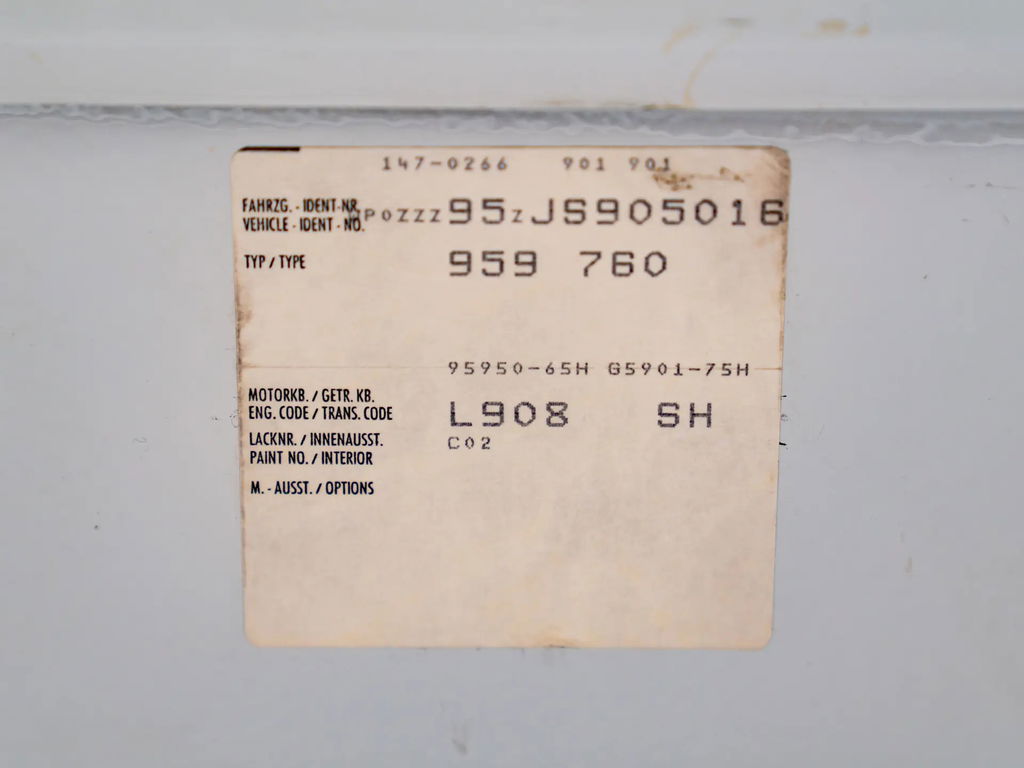 147-0266 901 901
FAHRZG. - IDENT-NR.
VEHICLE - IDENT - NO. WP0ZZZ95ZJS905016
TYP / TYPE 959 760
95950-65H G5901-75H
MOTORKB. / GETR. KB.
ENG. CODE / TRANS. CODE
L908 SH
LACKNR. / INNENAUSST. C02
PAINT NO. / INTERIOR
M. - AUSST. / OPTIONS